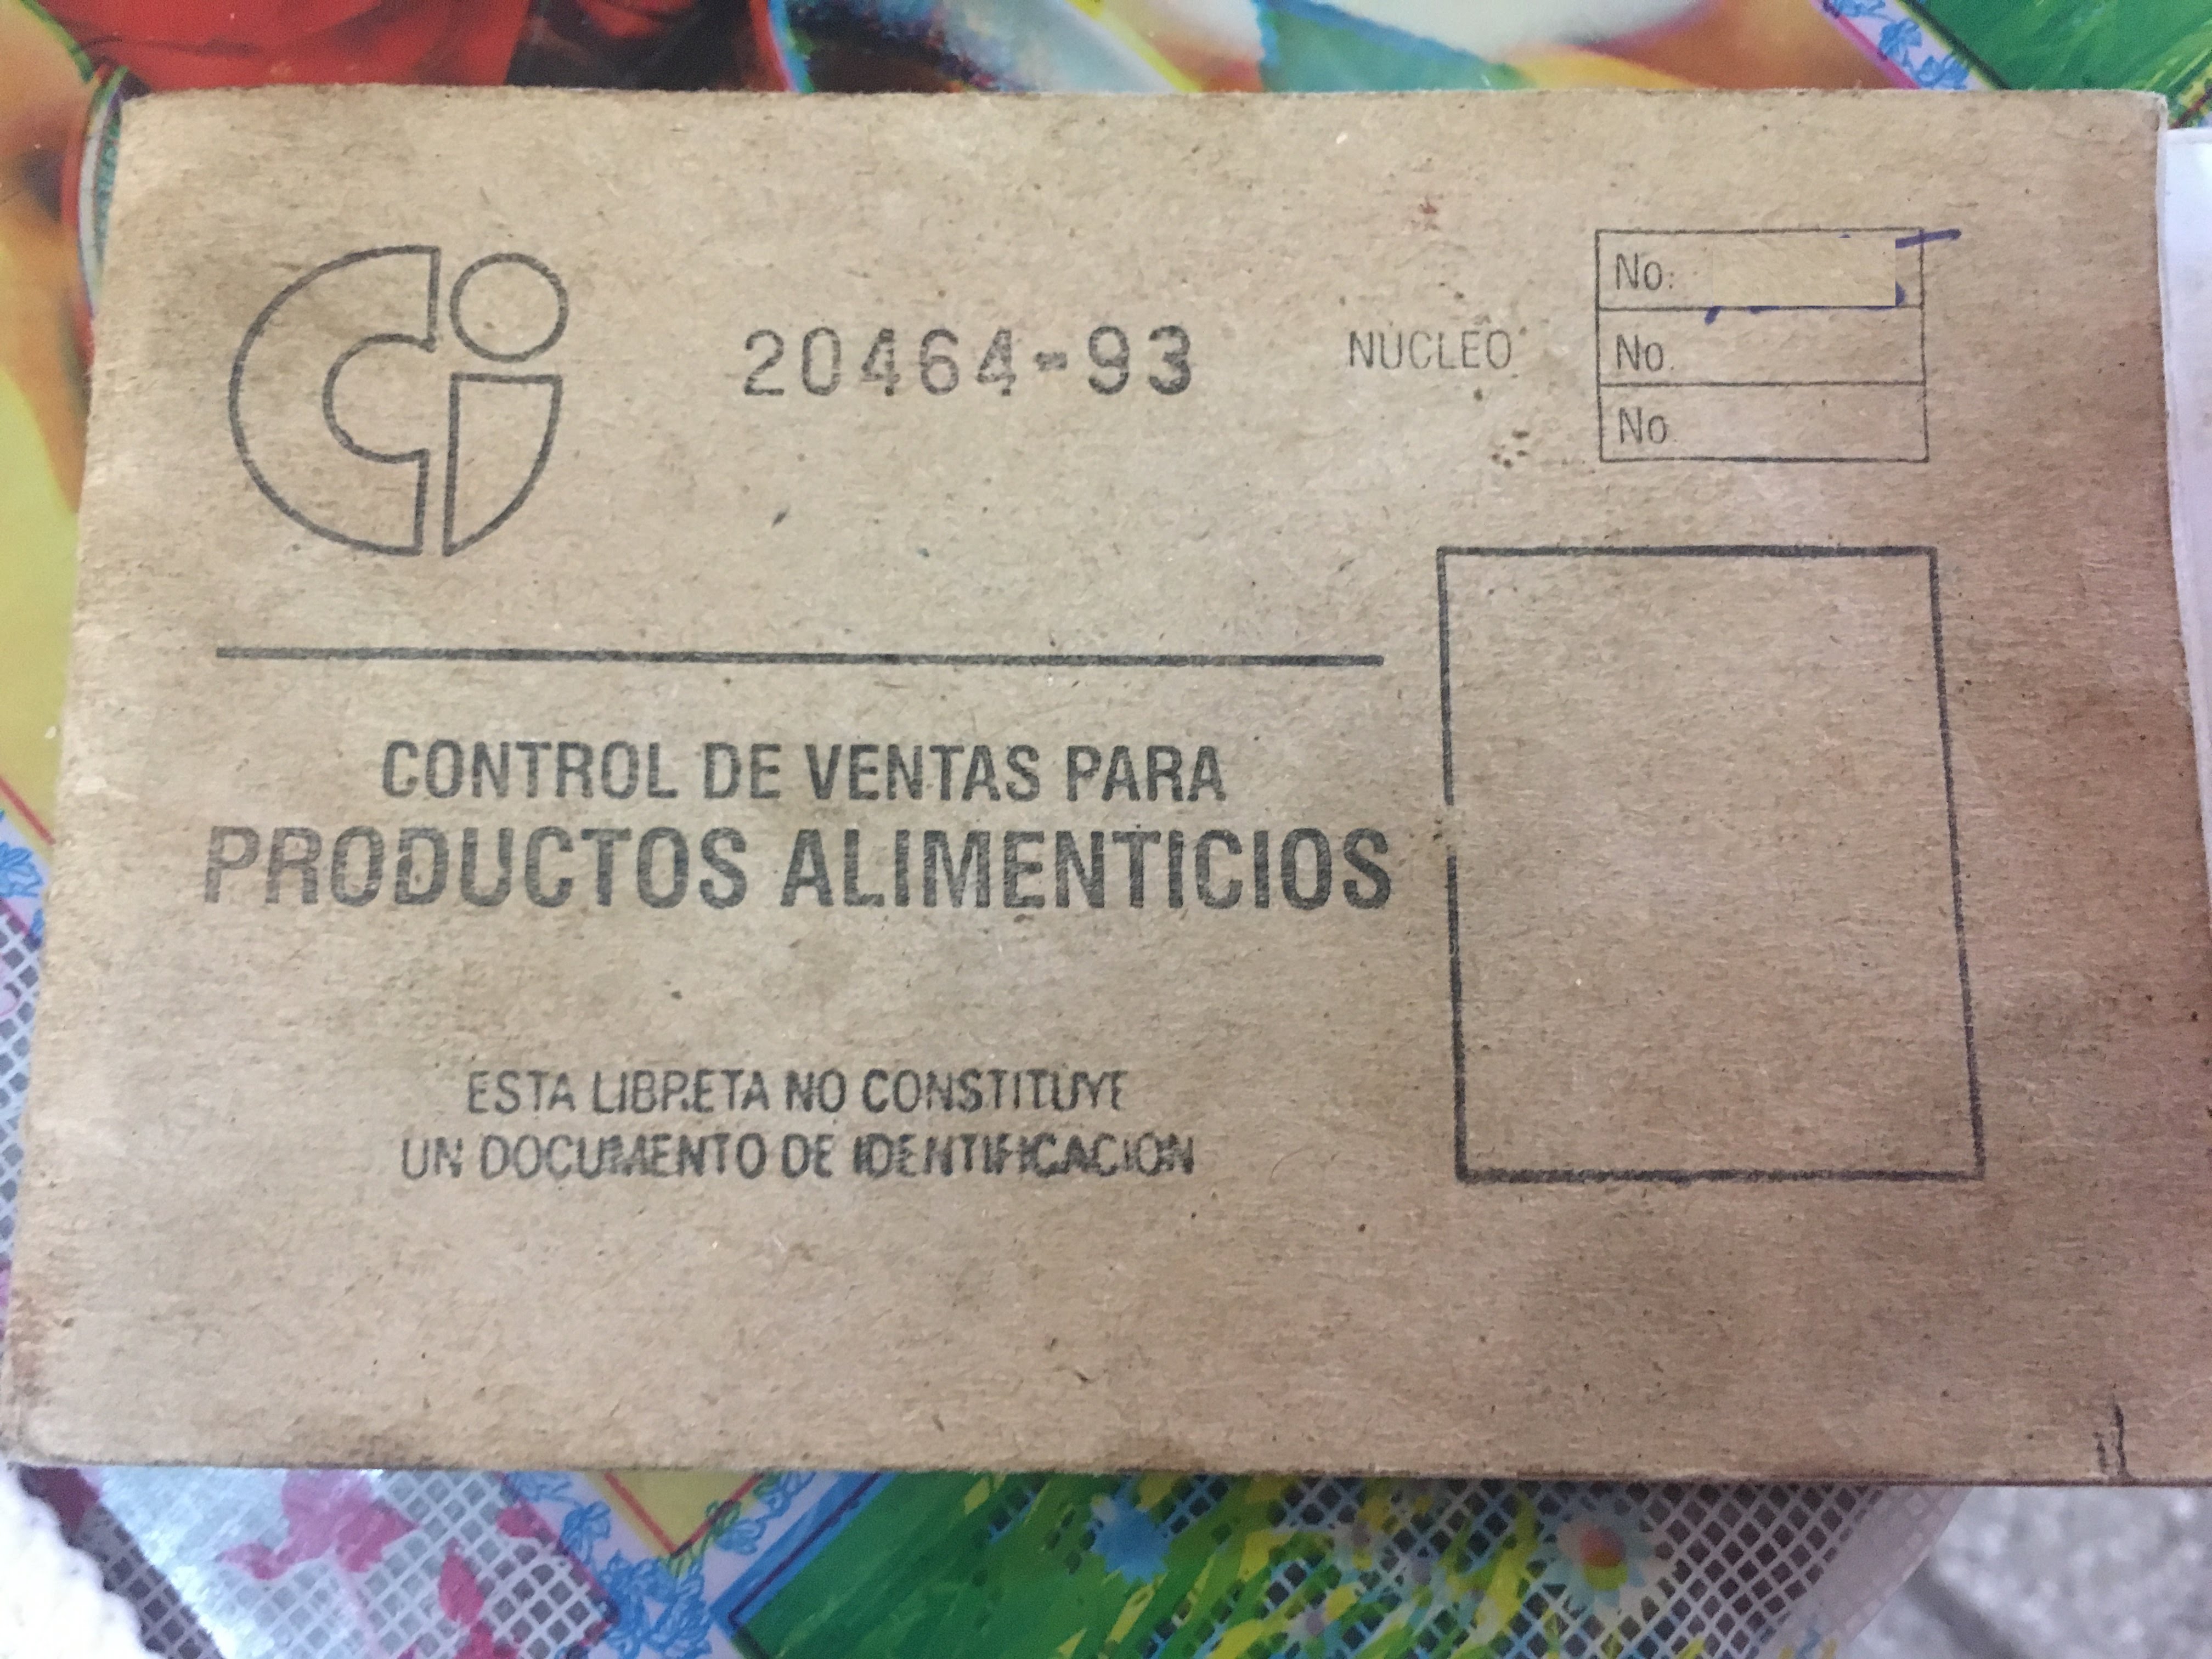 Ci
20464-93
NUCLEO
No:
No.
No.
CONTROL DE VENTAS PARA
PRODUCTOS ALIMENTICIOS
ESTA LIBRETA NO CONSTITUYE
UN DOCUMENTO DE IDENTIFICACION